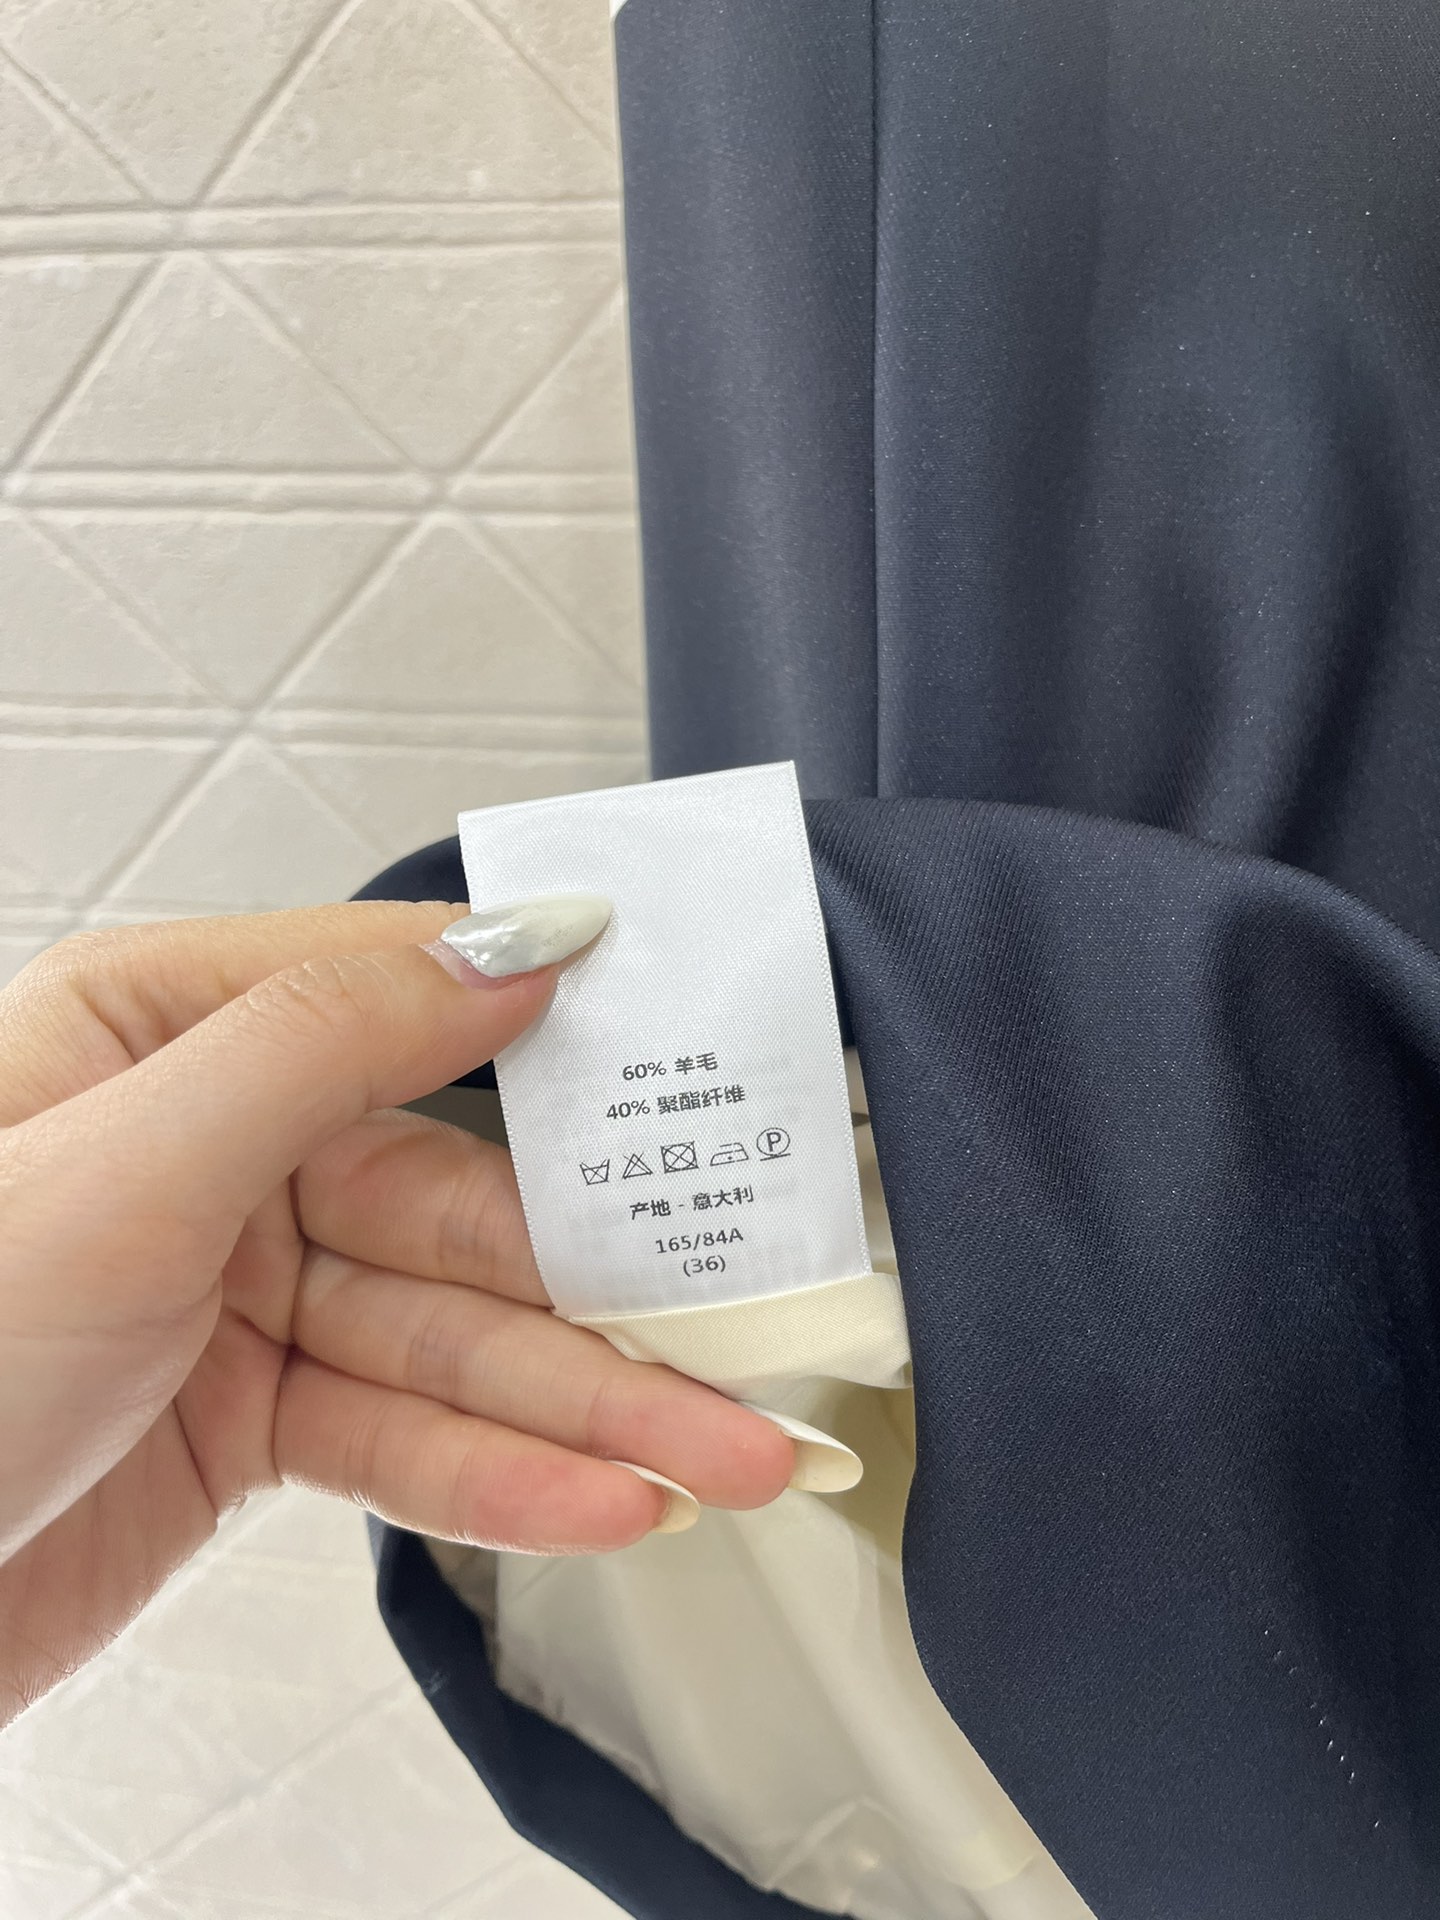 60% 羊毛
40% 聚酯纤维
P
产地 - 意大利
165/84A
(36)